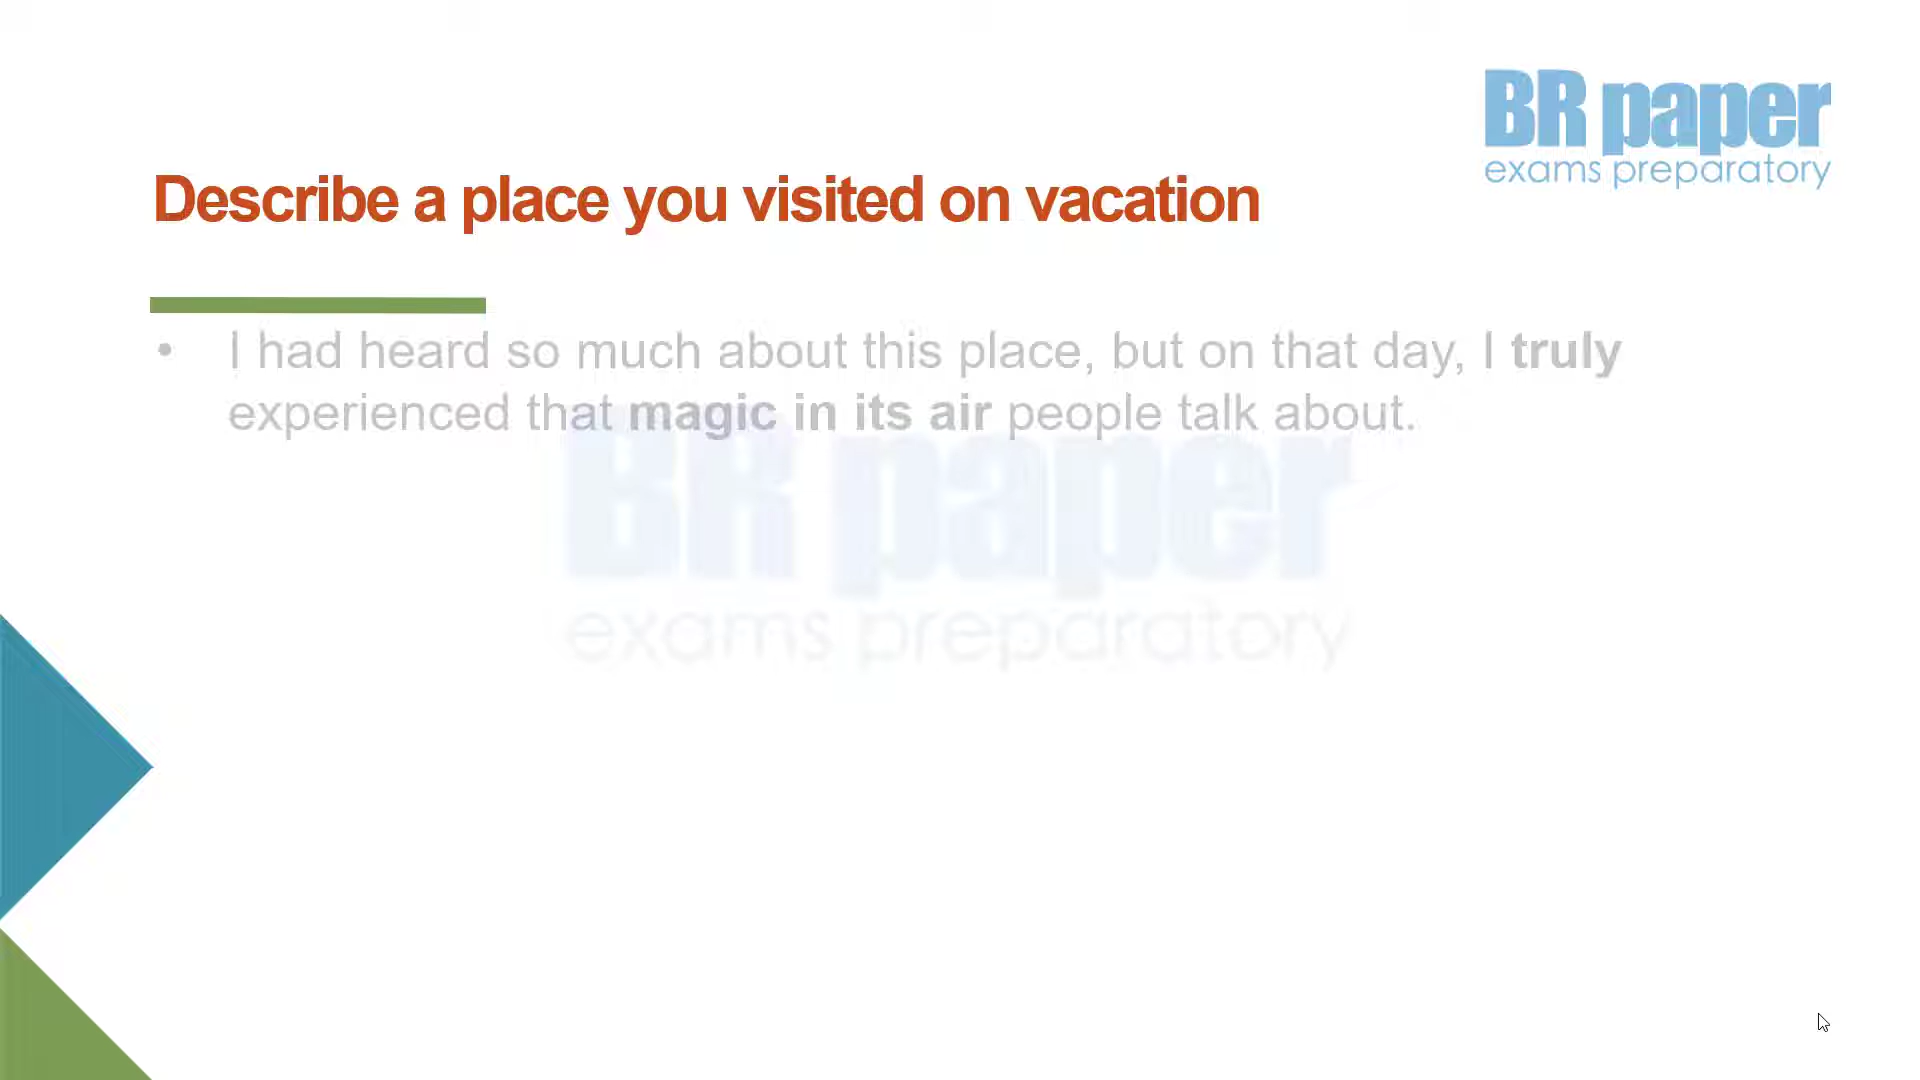 BR paper
exams preparatory
Describe a place you visited on vacation
• I had heard so much about this place, but on that day, I truly
experienced that magic in its air people talk about.
BR paper
exams preparatory